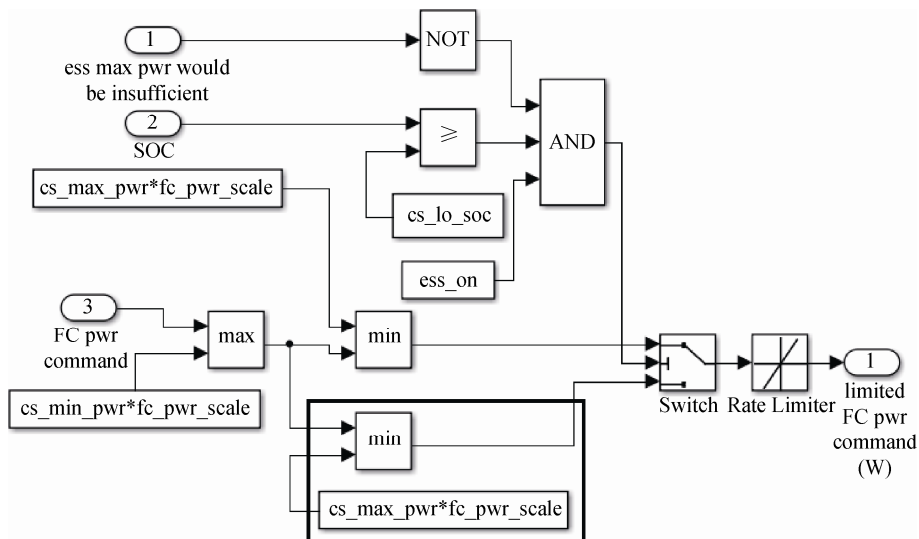 1
NOT
ess max pwr would
be insufficient
2
SOC
≥
AND
cs_max_pwr*fc_pwr_scale
cs_lo_soc
ess_on
3
FC pwr
command
max
min
cs_min_pwr*fc_pwr_scale
Switch
Rate Limiter
1
limited
FC pwr
command
(W)
min
cs_max_pwr*fc_pwr_scale